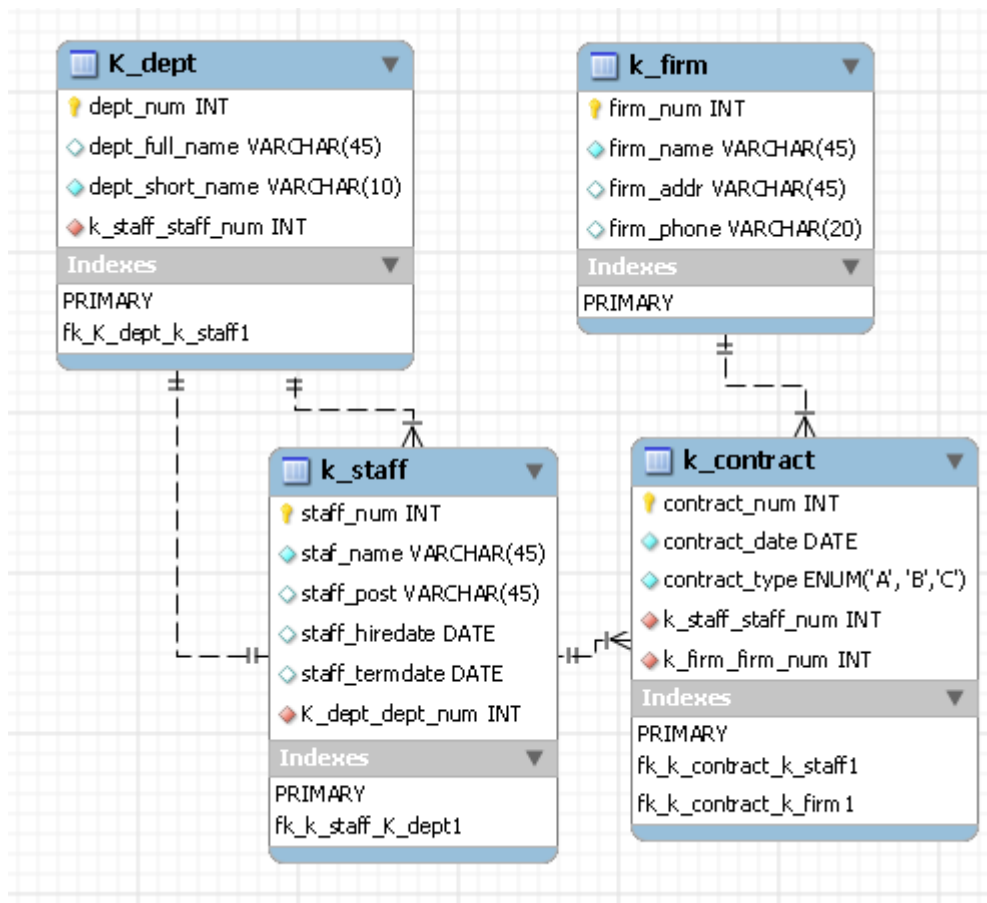 K_dept
dept_num INT
dept_full_name VARCHAR(45)
dept_short_name VARCHAR(10)
k_staff_staff_num INT
Indexes
PRIMARY
fk_K_dept_k_staff1
k_firm
firm_num INT
firm_name VARCHAR(45)
firm_addr VARCHAR(45)
firm_phone VARCHAR(20)
Indexes
PRIMARY
k_staff
staff_num INT
staf_name VARCHAR(45)
staff_post VARCHAR(45)
staff_hiredate DATE
staff_termdate DATE
K_dept_dept_num INT
Indexes
PRIMARY
fk_k_staff_K_dept1
k_contract
contract_num INT
contract_date DATE
contract_type ENUM('A', 'B','C')
k_staff_staff_num INT
k_firm_firm_num INT
Indexes
PRIMARY
fk_k_contract_k_staff1
fk_k_contract_k_firm1